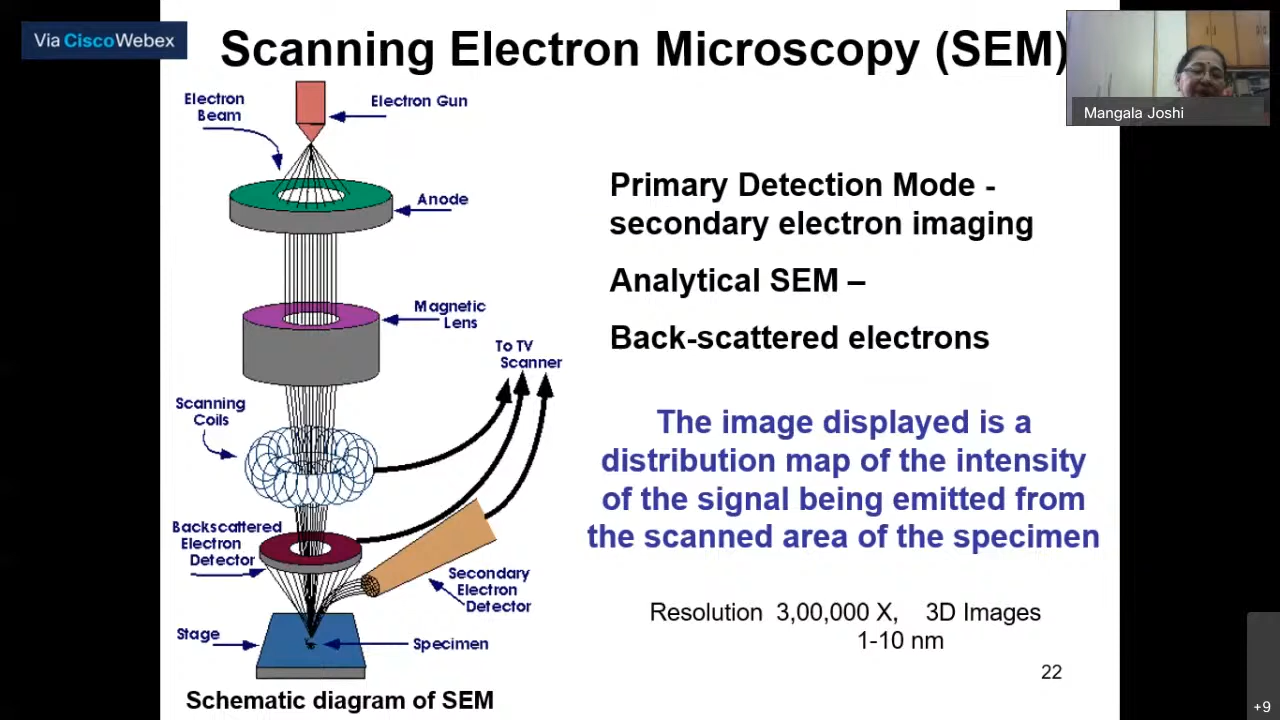 Via CiscoWebex
Scanning Electron Microscopy (SEM)
Mangala Joshi
Electron
Beam
Electron Gun
Anode
Magnetic
Lens
To TV
Scanner
Scanning
Coils
Backscattered
Electron
Detector
Secondary
Electron
Detector
Stage
Specimen
Schematic diagram of SEM
Primary Detection Mode -
secondary electron imaging
Analytical SEM –
Back-scattered electrons
The image displayed is a
distribution map of the intensity
of the signal being emitted from
the scanned area of the specimen
Resolution 3,00,000 X, 3D Images
1-10 nm
22
+9